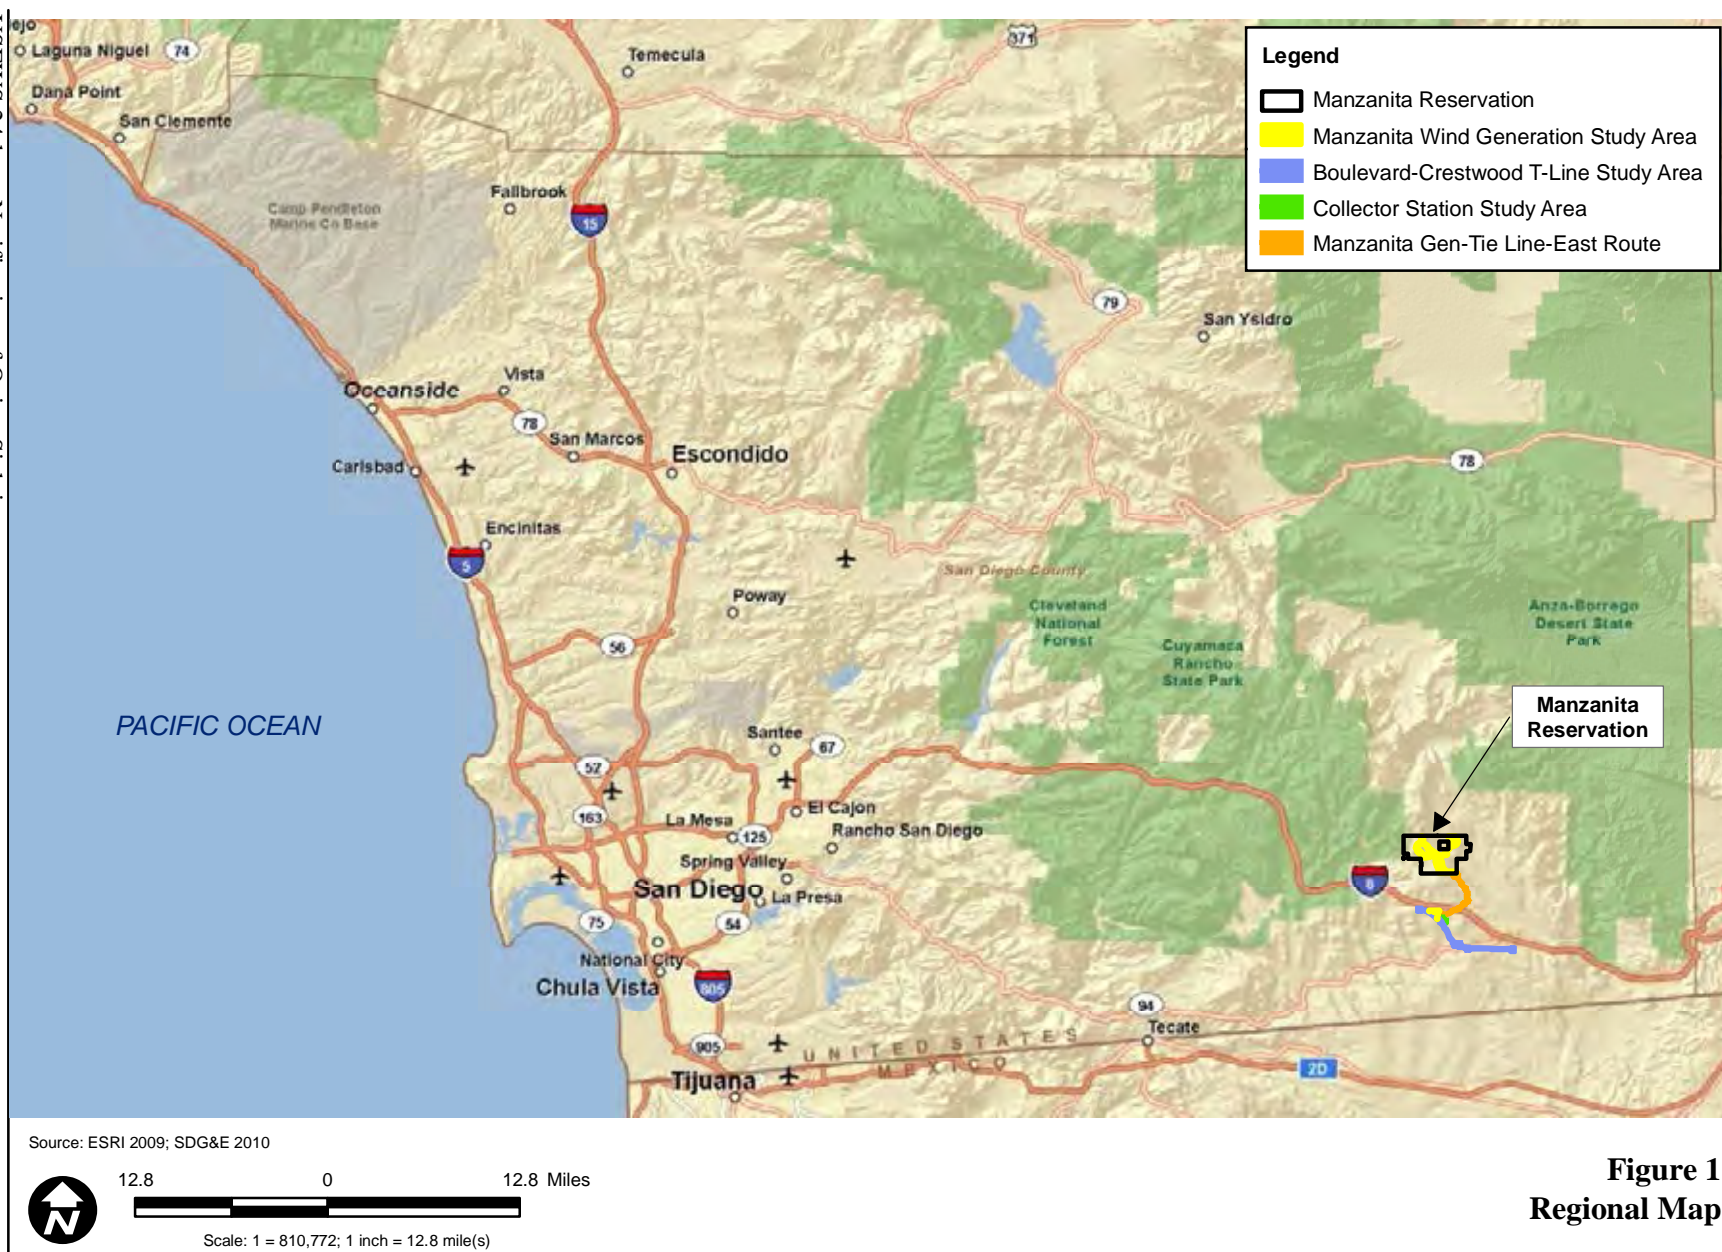 ejo
Laguna Niguel
74
Dana Point
San Clemente
Temecula
371
Legend
Manzanita Reservation
Manzanita Wind Generation Study Area
Boulevard-Crestwood T-Line Study Area
Collector Station Study Area
Manzanita Gen-Tie Line-East Route
Fallbrook
Camp Pendleton
Marine Co Base
15
79
San Ysidro
Oceanside
Vista
78
San Marcos
Escondido
Carlsbad
78
Encinitas
5
San Diego County
Poway
Cleveland
National
Forest
Anza-Borrego
Desert State
Park
56
Cuyamaca
Rancho
State Park
PACIFIC OCEAN
Manzanita
Reservation
Santee
67
52
163
La Mesa
125
El Cajon
Rancho San Diego
Spring Valley
San Diego
La Presa
8
75
54
National City
Chula Vista
805
94
Tecate
905
UNITED STATES
MEXICO
2D
Tijuana
Source: ESRI 2009; SDG&E 2010
12.8 0 12.8 Miles
N
Scale: 1 = 810,772; 1 inch = 12.8 mile(s)
Figure 1
Regional Map